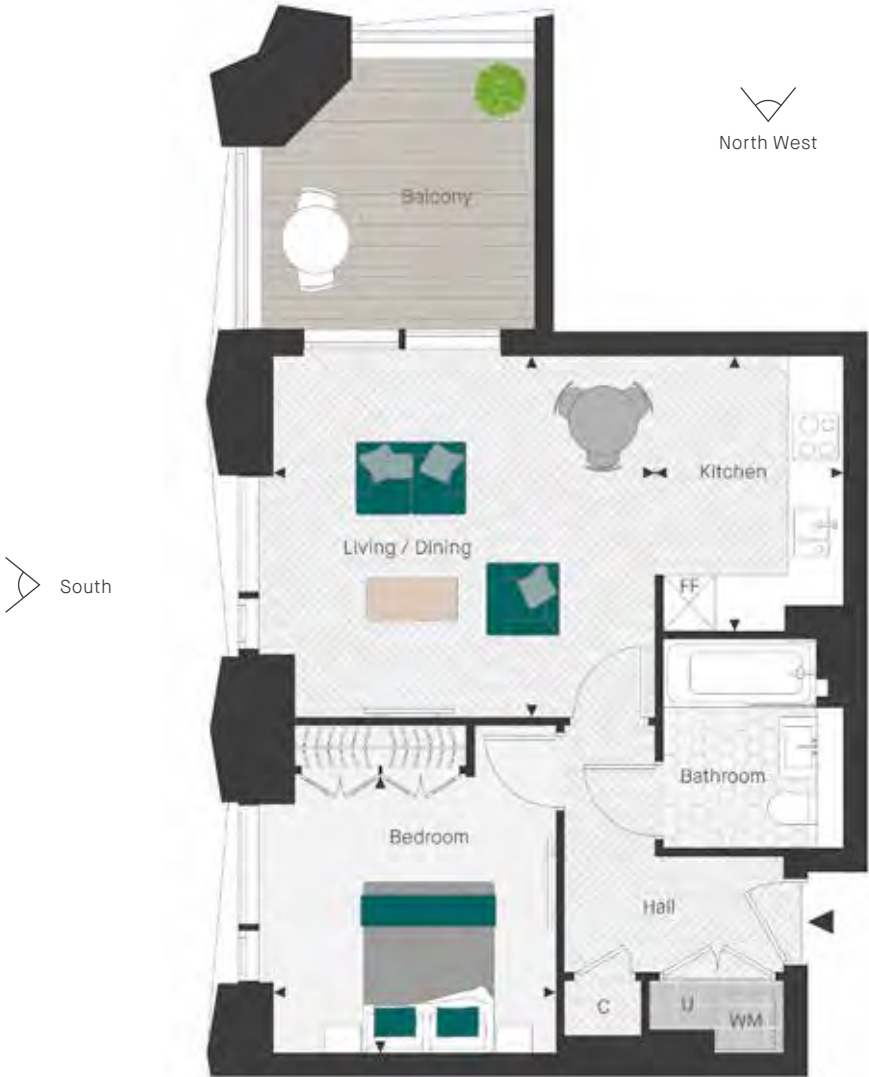 North West
Balcony
Kitchen
Living / Dining
South
FF
Bathroom
Bedroom
Hall
C
U
WM